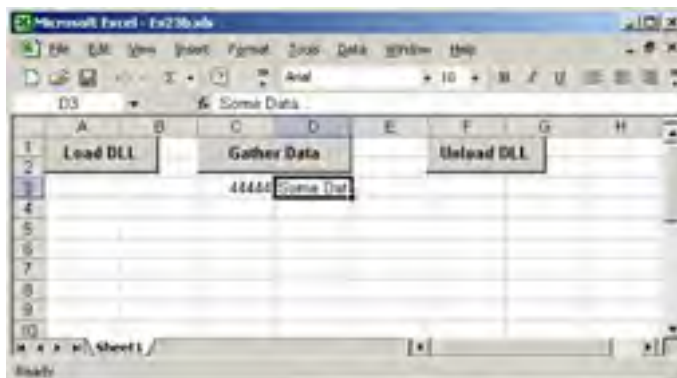 Microsoft Excel - Ex23b.xls
File Edit View Insert Format Tools Data Window Help
Arial 10 B I U
D3 Some Data
A B C D E F G H
1
Load DLL Gather Data Unload DLL
2
3 44444 Some Dat
4
5
6
7
8
9
10
Sheet1
Ready